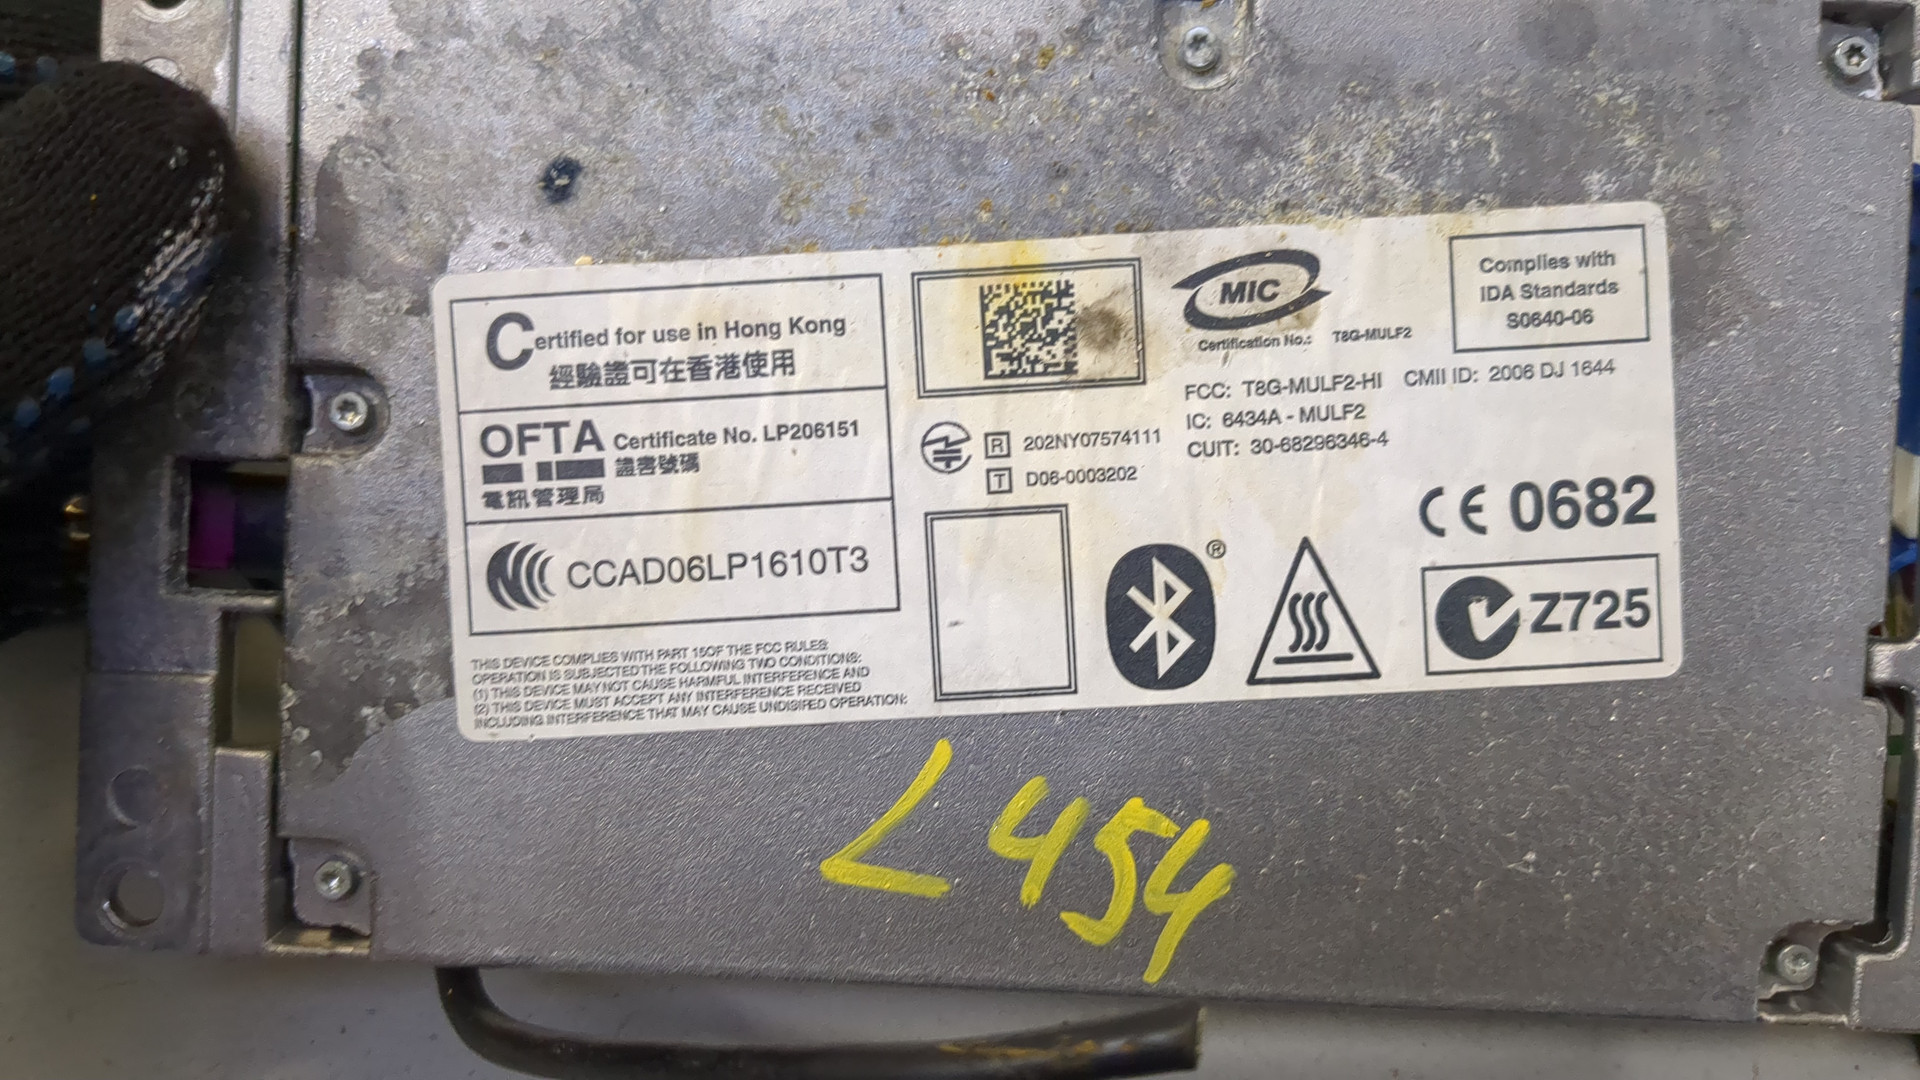 Certified for use in Hong Kong
經驗證可在香港使用
OFTA Certificate No. LP206151
證書號碼
電訊管理局
CCAD06LP1610T3
THIS DEVICE COMPLIES WITH PART 15OF THE FCC RULES:
OPERATION IS SUBJECTED THE FOLLOWING TWO CONDITIONS:
(1) THIS DEVICE MAY NOT CAUSE HARMFUL INTERFERENCE AND
(2) THIS DEVICE MUST ACCEPT ANY INTERFERENCE RECEIVED
INCLUDING INTERFERENCE THAT MAY CAUSE UNDISIRED OPERATION:
R 202NY07574111
T D06-0003202
MIC
Certification No.: T8G-MULF2
Complies with
IDA Standards
S0640-06
FCC: T8G-MULF2-HI CMII ID: 2006 DJ 1644
IC: 6434A - MULF2
CUIT: 30-68296346-4
CE 0682
®
Z725
L454